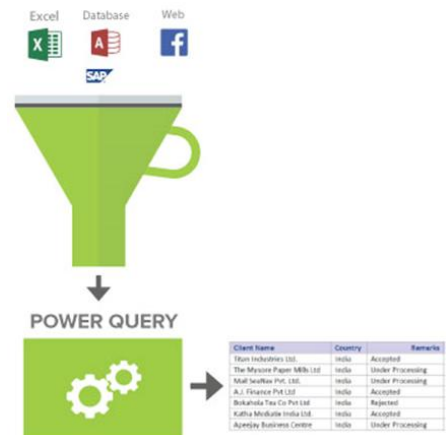 Excel Database Web
SAP
POWER QUERY
Client Name Country Remarks
Titan Industries Ltd. India Accepted
The Mysore Paper Mills Ltd India Under Processing
Mail SeaNav Pvt. Ltd. India Under Processing
A.J. Finance Pvt Ltd India Accepted
Bokahola Tea Co Pvt Ltd India Rejected
Katha Mediatix India Ltd. India Accepted
Apeejay Business Centre India Under Processing